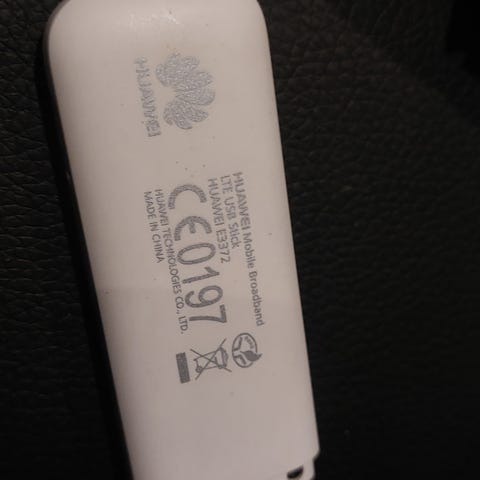 HUAWEI
HUAWEI Mobile Broadband
LTE USB Stick
HUAWEI E3372
CE0197
HUAWEI TECHNOLOGIES CO., LTD.
MADE IN CHINA